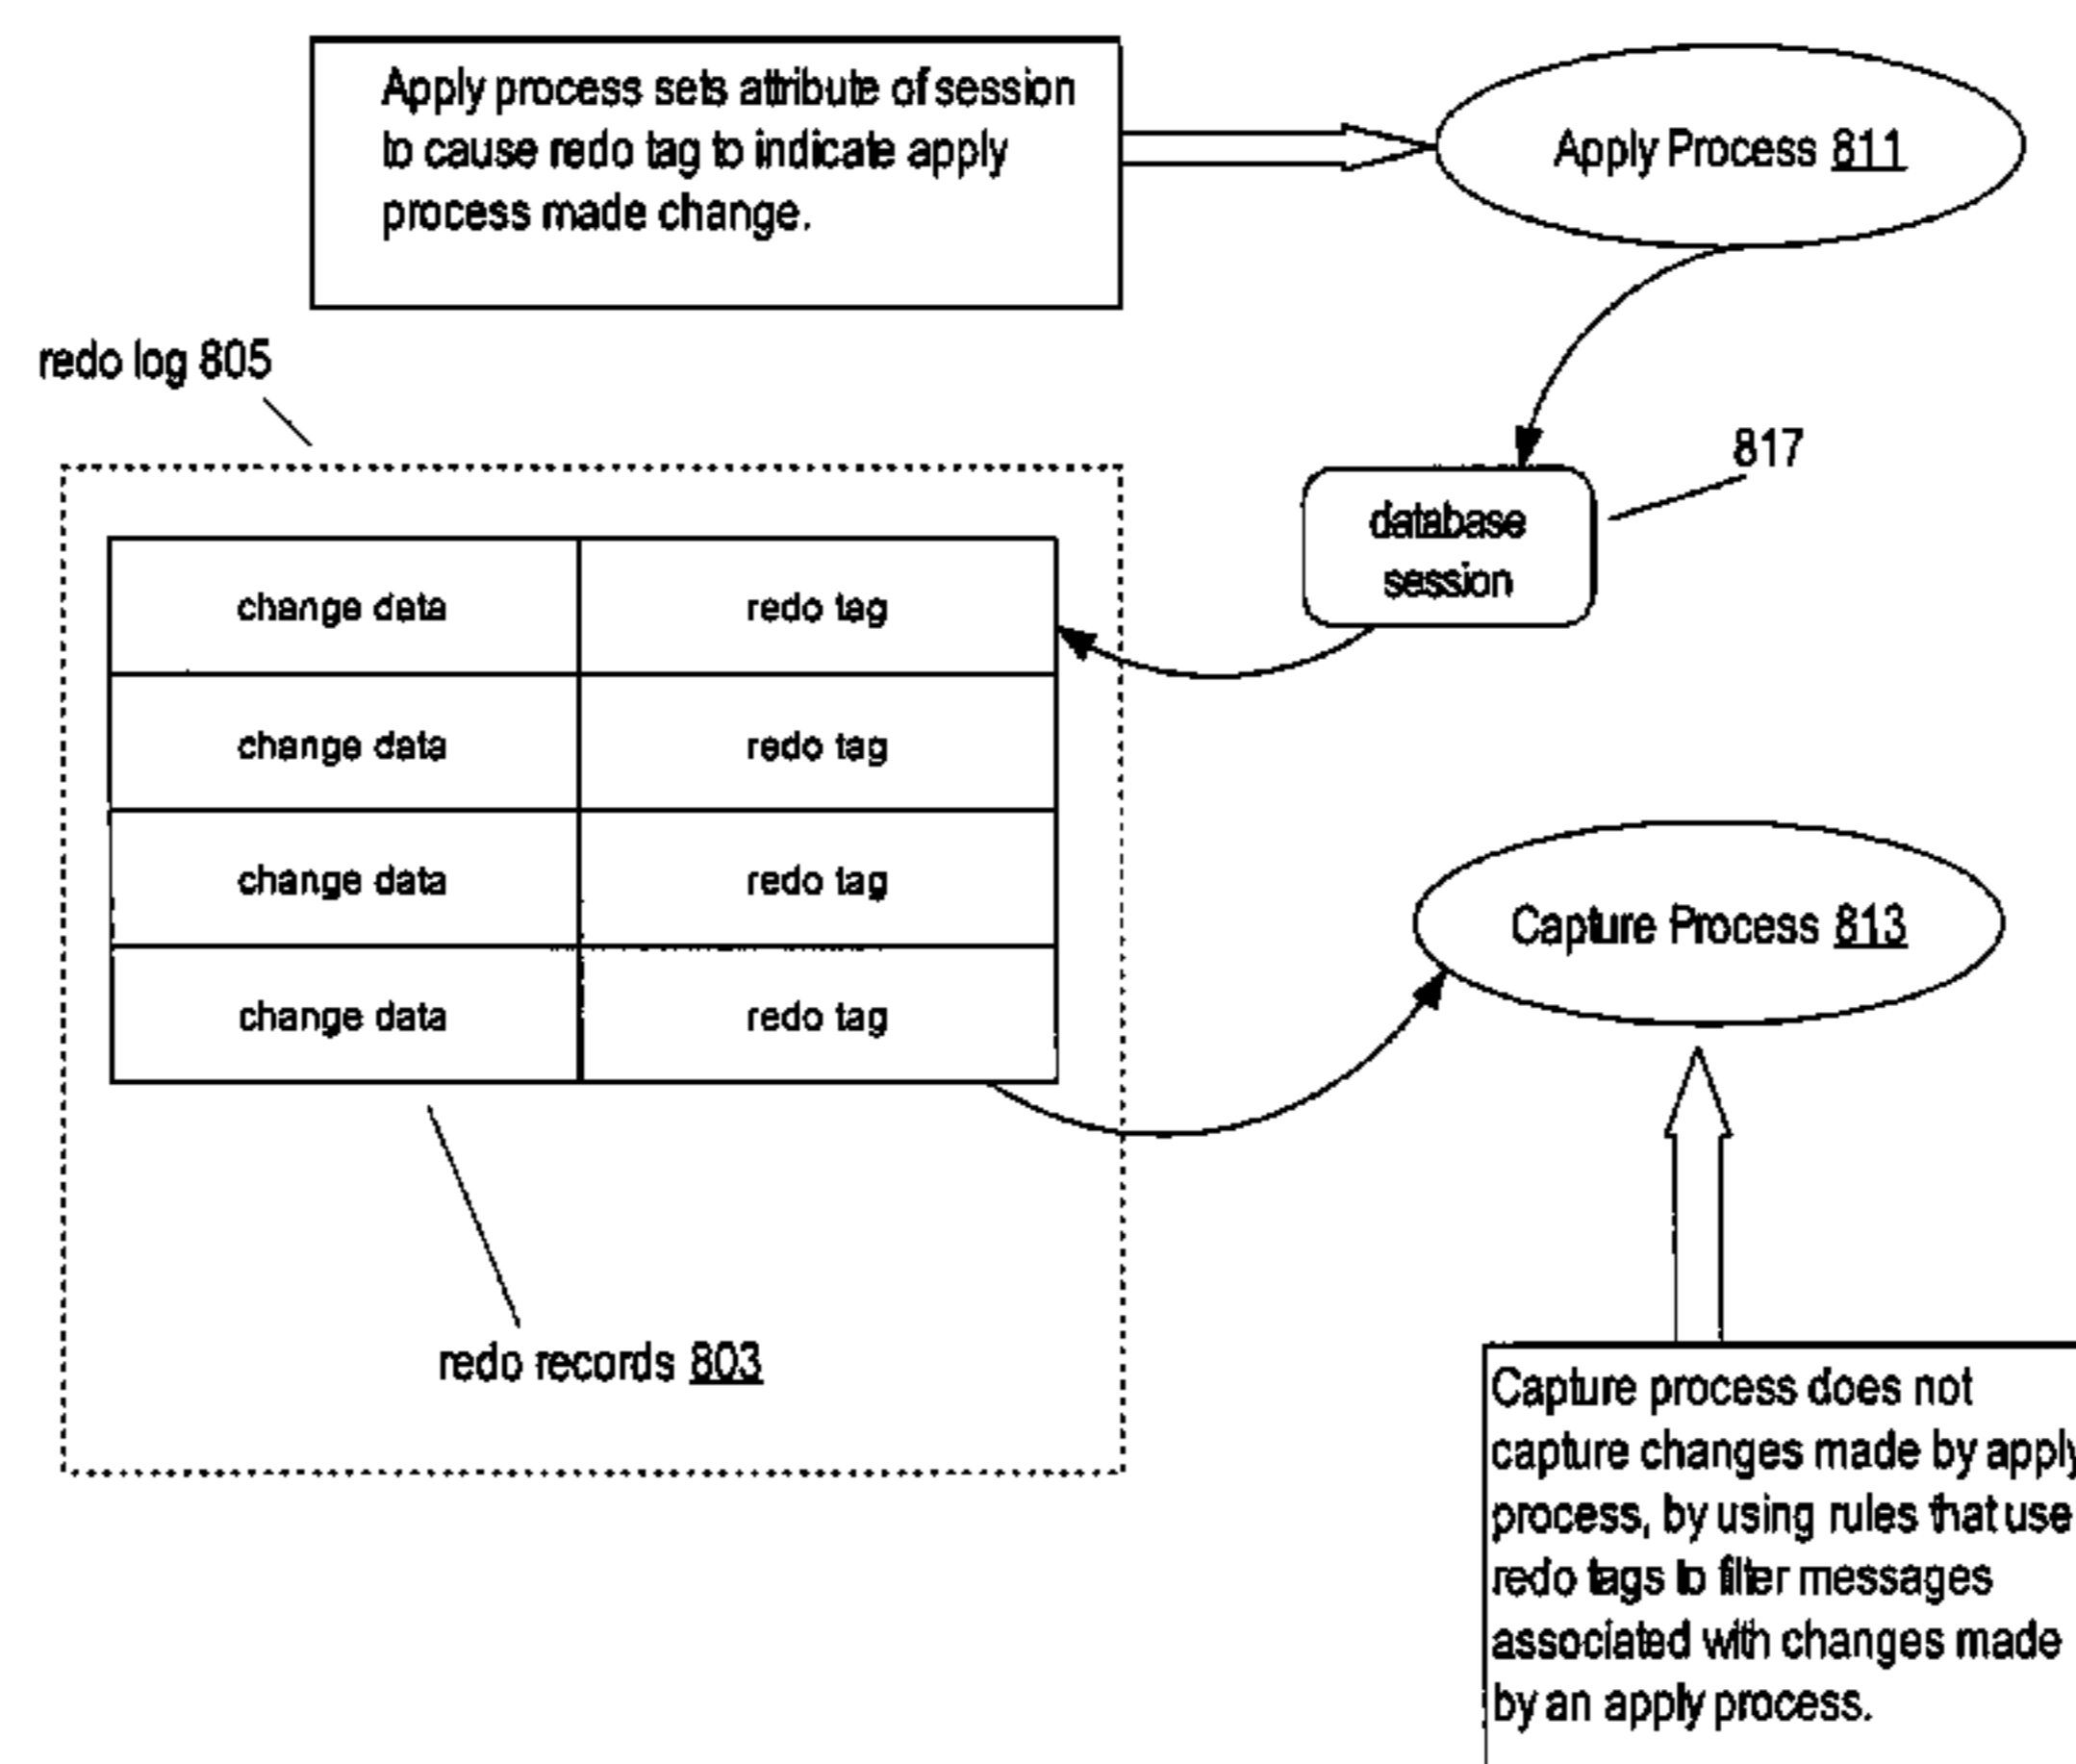 Apply process sets attribute of session
to cause redo tag to indicate apply
process made change.
Apply Process 811
redo log 805
817
database
session
change data redo tag
change data redo tag
change data redo tag
change data redo tag
Capture Process 813
redo records 803
Capture process does not
capture changes made by apply
process, by using rules that use
redo tags to filter messages
associated with changes made
by an apply process.